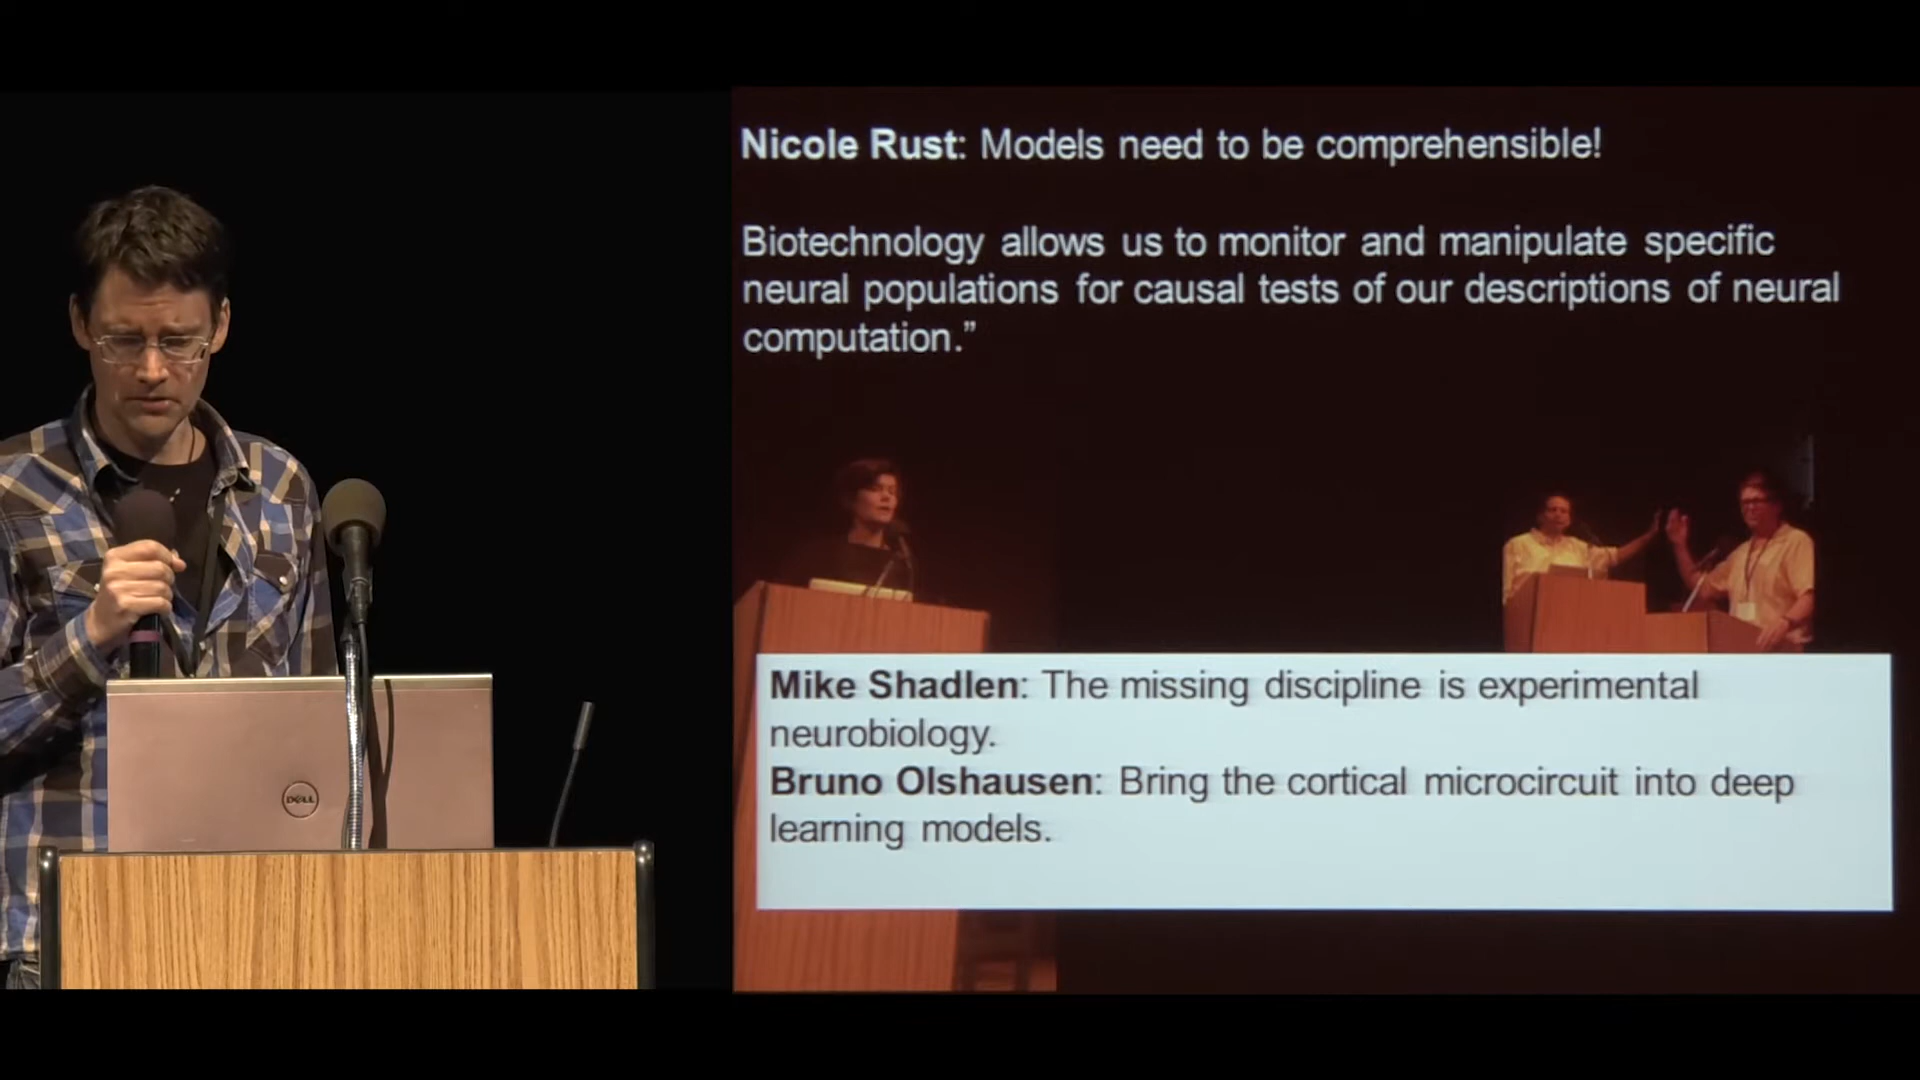 Nicole Rust: Models need to be comprehensible!
Biotechnology allows us to monitor and manipulate specific
neural populations for causal tests of our descriptions of neural
computation.”
Mike Shadlen: The missing discipline is experimental
neurobiology.
Bruno Olshausen: Bring the cortical microcircuit into deep
learning models.
DELL